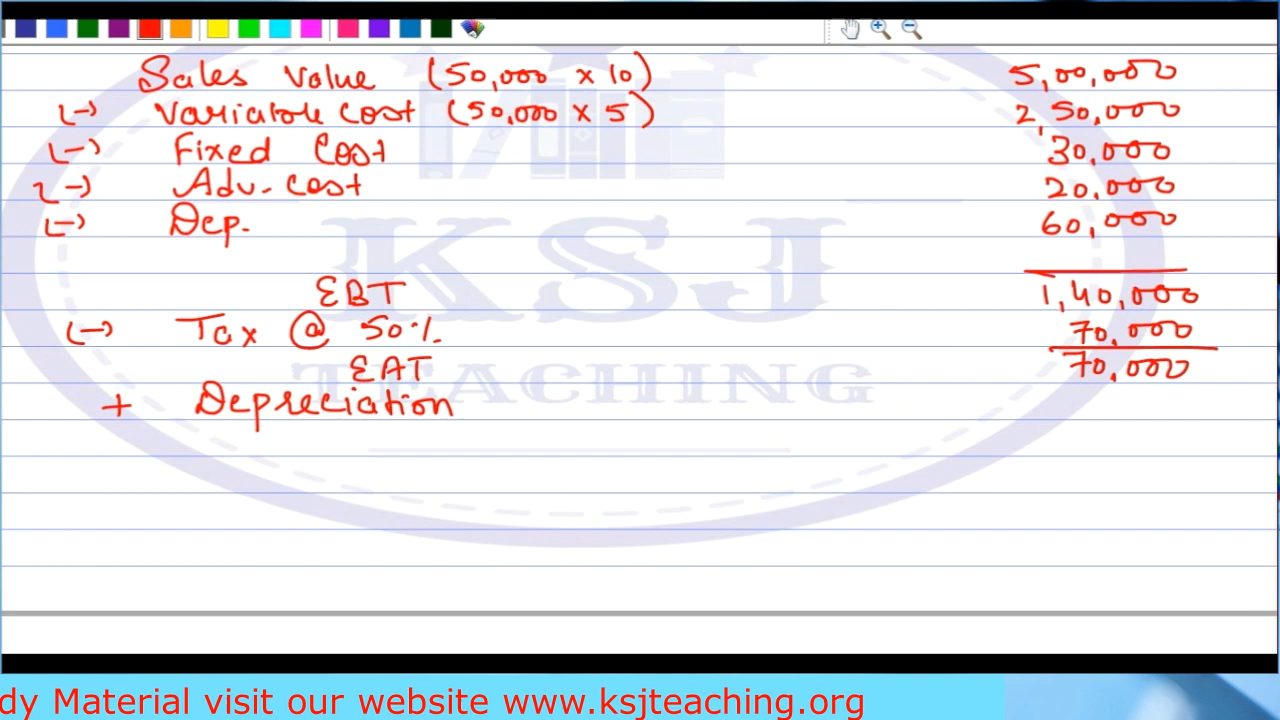 Sales Value (50,000 x 10) 5,00,000
(-) Variable cost (50,000 x 5) 2,50,000
(-) Fixed Cost 30,000
(-) Adv. cost 20,000
(-) Dep. 60,000
EBT 1,40,000
(-) Tax @ 50% 70,000
EAT 70,000
+ Depreciation
KSJ
TEACHING
dy Material visit our website www.ksjteaching.org